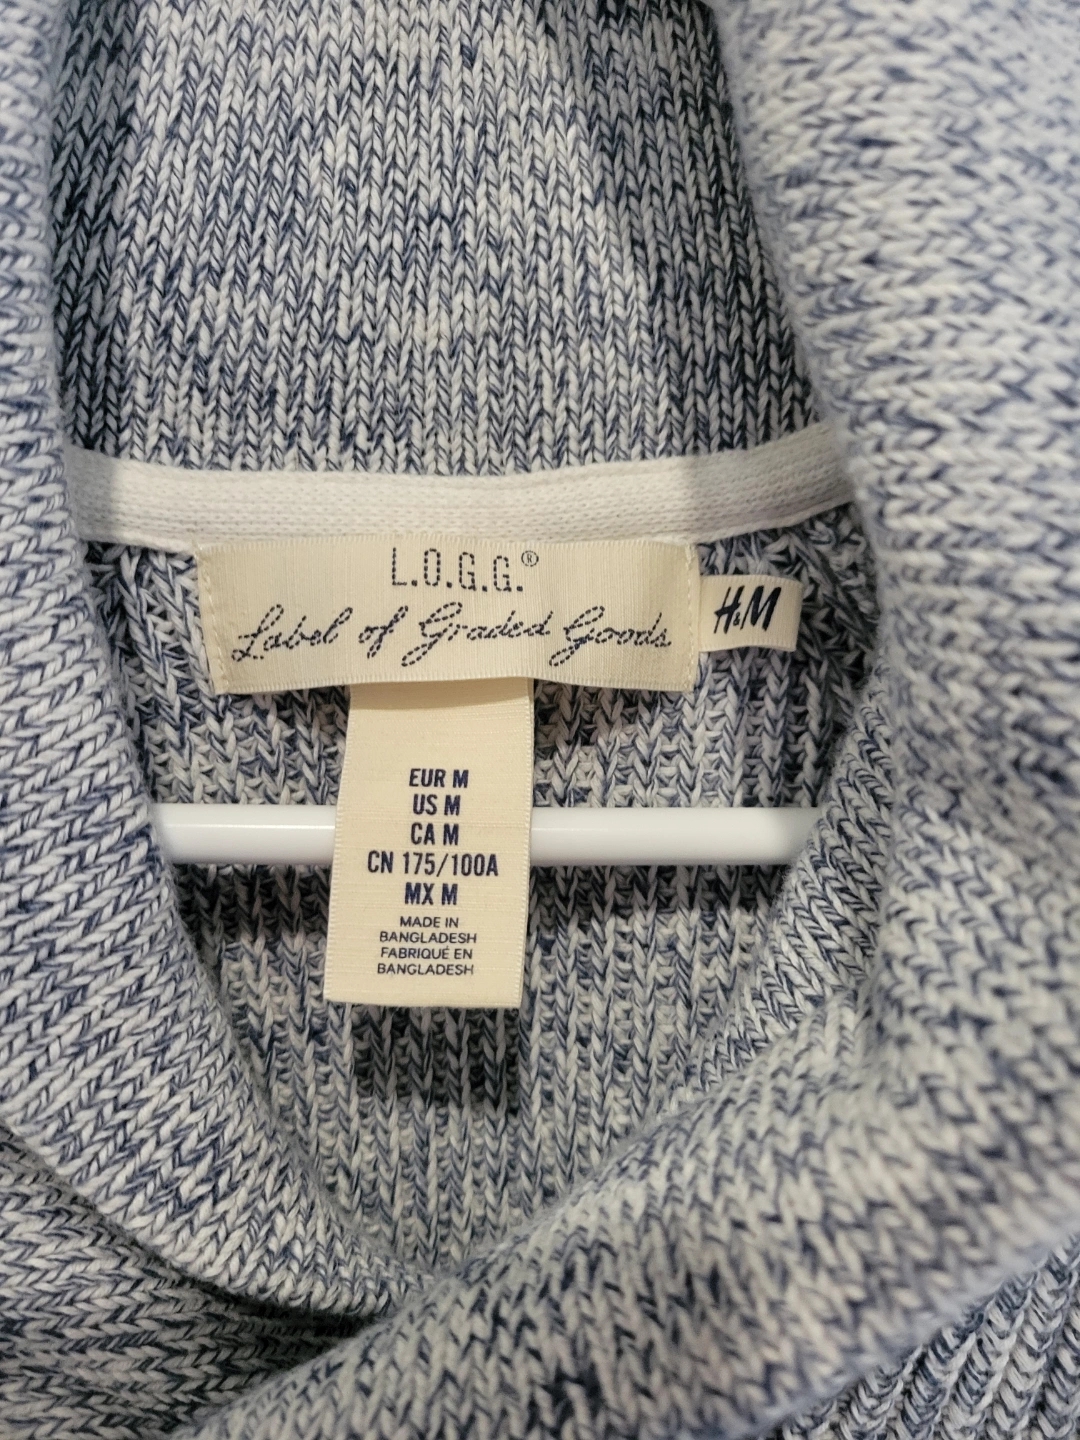 L.O.G.G.®
Label of Graded Goods
H&M
EUR M
US M
CA M
CN 175/100A
MX M
MADE IN
BANGLADESH
FABRIQUÉ EN
BANGLADESH